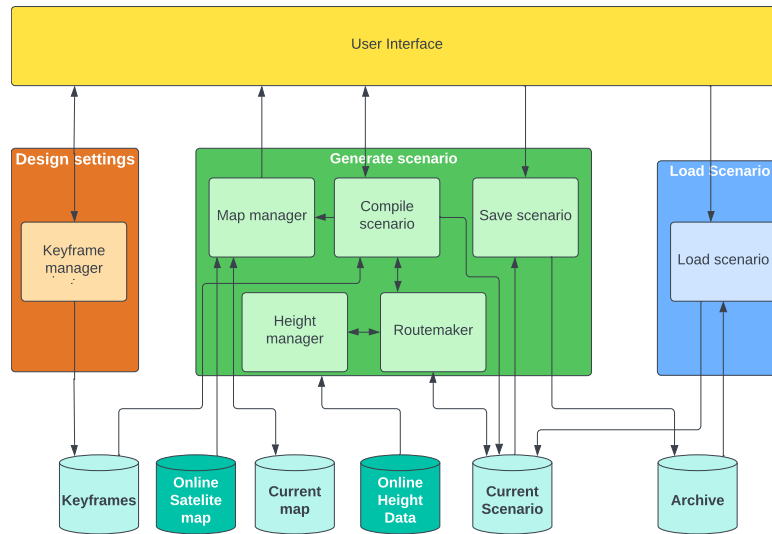 User Interface
Design settings
Generate scenario
Load Scenario
Map manager
Compile
scenario
Save scenario
Keyframe
manager
Load scenario
Height
manager
Routemaker
Keyframes
Online
Satelite
map
Current
map
Online
Height
Data
Current
Scenario
Archive